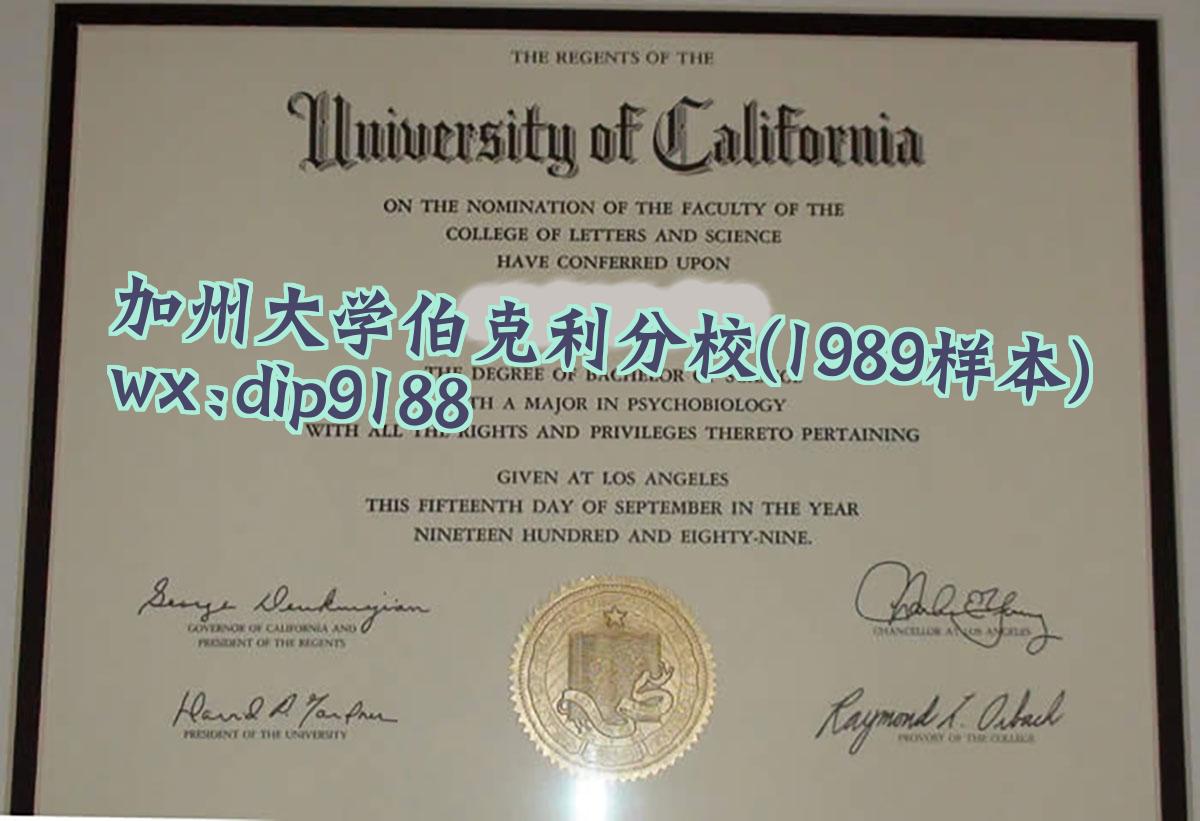 THE REGENTS OF THE
University of California
ON THE NOMINATION OF THE FACULTY OF THE
COLLEGE OF LETTERS AND SCIENCE
HAVE CONFERRED UPON
加州大学伯克利分校(1989样本)
wx:dip9188
THE DEGREE OF BACHELOR
A MAJOR IN PSYCHOBIOLOGY
WITH ALL THE RIGHTS AND PRIVILEGES THERETO PERTAINING
GIVEN AT LOS ANGELES
THIS FIFTEENTH DAY OF SEPTEMBER IN THE YEAR
NINETEEN HUNDRED AND EIGHTY-NINE.
George Deukmejian
GOVERNOR OF CALIFORNIA AND
PRESIDENT OF THE REGENTS
CHANCELLOR AT LOS ANGELES
David P. Gardner
PRESIDENT OF THE UNIVERSITY
Raymond L. Orbach
PROVOST OF THE COLLEGE